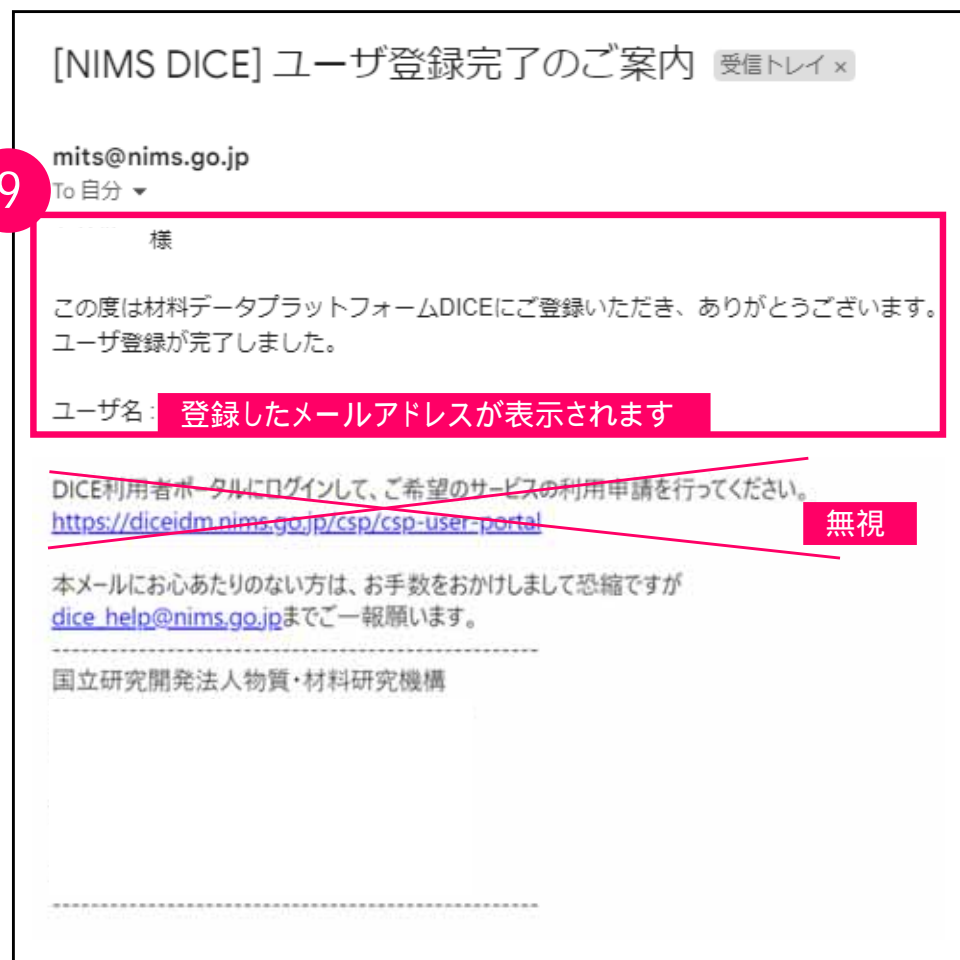 [NIMS DICE] ユーザ登録完了のご案内 受信トレイ ×
mits@nims.go.jp
9
To 自分
様
この度は材料データプラットフォームDICEにご登録いただき、ありがとうございます。
ユーザ登録が完了しました。
ユーザ名: 登録したメールアドレスが表示されます
DICE利用者ポータルにログインして、ご希望のサービスの利用申請を行ってください。
https://diceidm.nims.go.jp/csp/csp-user-portal
無視
本メールにお心あたりのない方は、お手数をおかけしまして恐縮ですが
dice_help@nims.go.jpまでご一報願います。
--------------------------------------------------
国立研究開発法人物質・材料研究機構
--------------------------------------------------